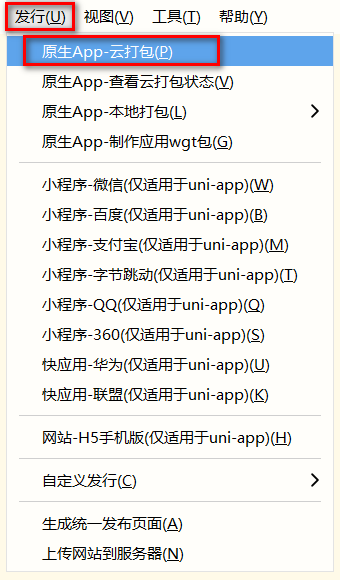 发行(U) 视图(V) 工具(T) 帮助(Y)
原生App-云打包(P)
原生App-查看云打包状态(V)
原生App-本地打包(L)
原生App-制作应用wgt包(G)
小程序-微信(仅适用于uni-app)(W)
小程序-百度(仅适用于uni-app)(B)
小程序-支付宝(仅适用于uni-app)(M)
小程序-字节跳动(仅适用于uni-app)(T)
小程序-QQ(仅适用于uni-app)(Q)
小程序-360(仅适用于uni-app)(S)
快应用-华为(仅适用于uni-app)(U)
快应用-联盟(仅适用于uni-app)(K)
网站-H5手机版(仅适用于uni-app)(H)
自定义发行(C)
生成统一发布页面(A)
上传网站到服务器(N)